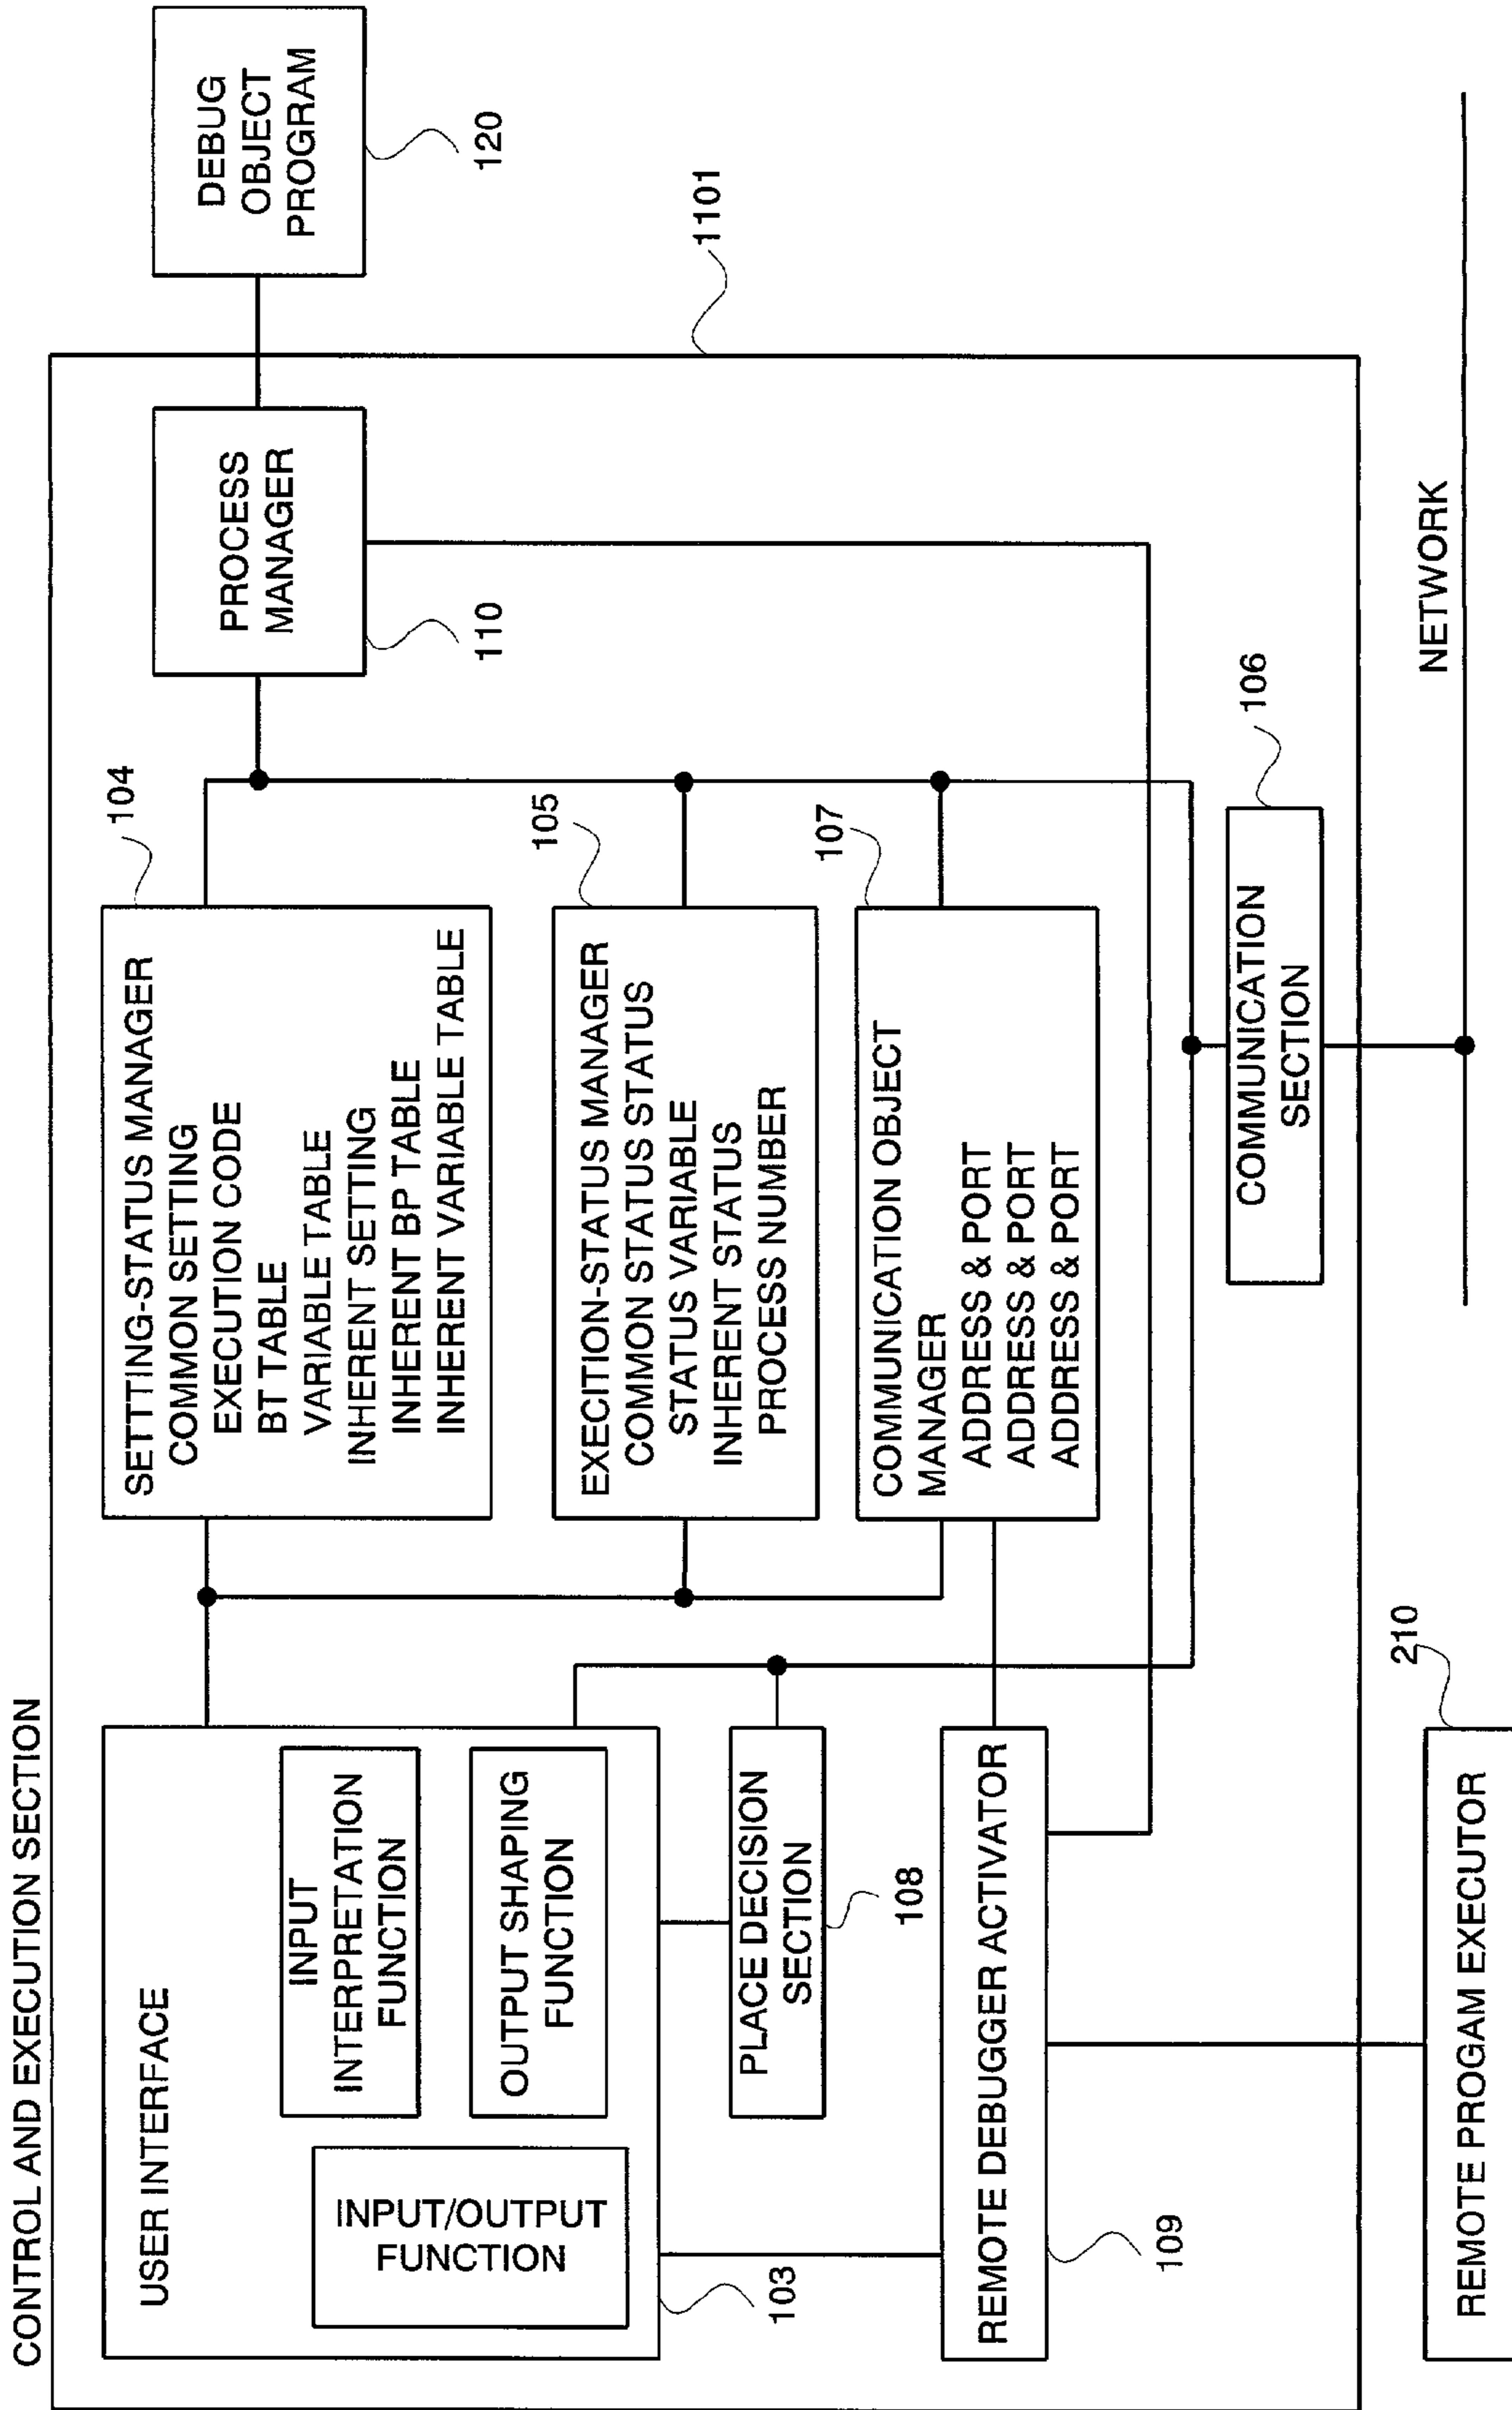 CONTROL AND EXECUTION SECTION
USER INTERFACE
INPUT
INTERPRETATION
FUNCTION
INPUT/OUTPUT
FUNCTION
OUTPUT SHAPING
FUNCTION
103
PLACE DECISION
SECTION
108
REMOTE DEBUGGER ACTIVATOR
109
REMOTE PROGAM EXECUTOR
210
SETTING-STATUS MANAGER
COMMON SETTING
EXECUTION CODE
BT TABLE
VARIABLE TABLE
INHERENT SETTING
INHERENT BP TABLE
INHERENT VARIABLE TABLE
104
EXECITION-STATUS MANAGER
COMMON STATUS STATUS
STATUS VARIABLE
INHERENT STATUS
PROCESS NUMBER
105
COMMUNICATION OBJECT
MANAGER
ADDRESS & PORT
ADDRESS & PORT
ADDRESS & PORT
107
COMMUNICATION
SECTION
106
NETWORK
PROCESS
MANAGER
110
1101
DEBUG
OBJECT
PROGRAM
120